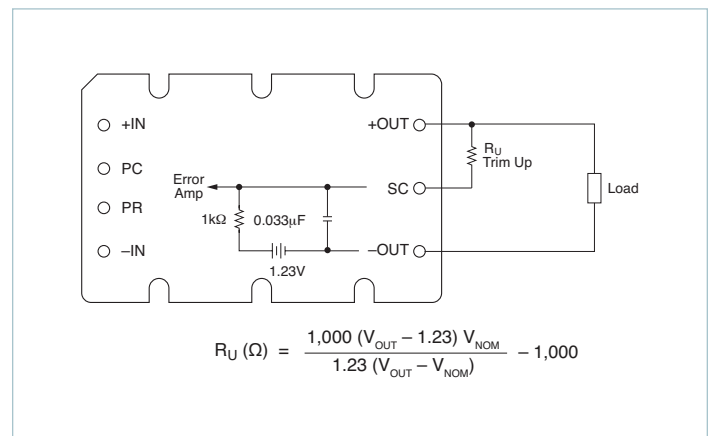 +IN
+OUT
R_U
Trim Up
PC
Error
Amp
SC
Load
PR
1kΩ
0.033μF
–IN
–OUT
1.23V
R_U (Ω) = 1,000 (V_OUT – 1.23) V_NOM / 1.23 (V_OUT – V_NOM) – 1,000